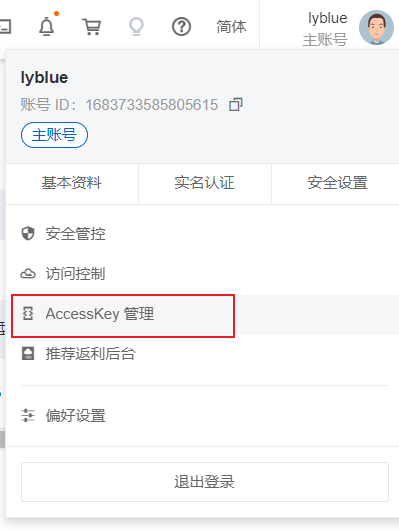 简体
lyblue
主账号
lyblue
账号 ID：1683733585805615
主账号
基本资料 实名认证 安全设置
安全管控
访问控制
AccessKey 管理
推荐返利后台
偏好设置
退出登录